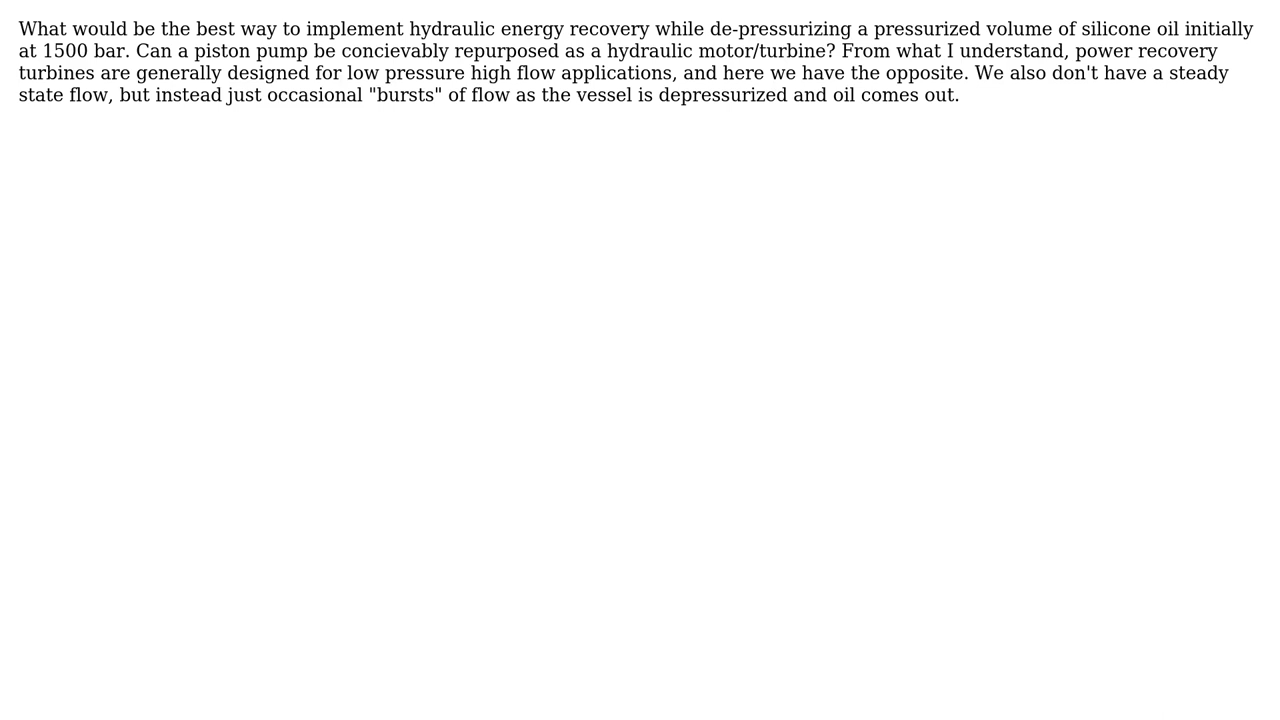 What would be the best way to implement hydraulic energy recovery while de-pressurizing a pressurized volume of silicone oil initially
at 1500 bar. Can a piston pump be concievably repurposed as a hydraulic motor/turbine? From what I understand, power recovery
turbines are generally designed for low pressure high flow applications, and here we have the opposite. We also don't have a steady
state flow, but instead just occasional "bursts" of flow as the vessel is depressurized and oil comes out.